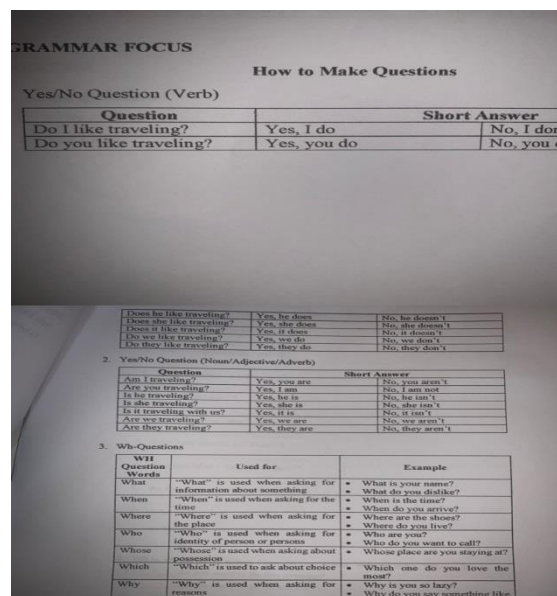 GRAMMAR FOCUS
How to Make Questions
Yes/No Question (Verb)
Question Short Answer
Do I like traveling? Yes, I do No, I don
Do you like traveling? Yes, you do No, you
Does he like traveling? Yes, he does No, he doesn't
Does she like traveling? Yes, she does No, she doesn't
Does it like traveling? Yes, it does No, it doesn't
Do we like traveling? Yes, we do No, we don't
Do they like traveling? Yes, they do No, they don't
2. Yes/No Question (Noun/Adjective/Adverb)
Question Short Answer
Am I traveling? Yes, you are No, you aren't
Are you traveling? Yes, I am No, I am not
Is he traveling? Yes, he is No, he isn't
Is she traveling? Yes, she is No, she isn't
Is it traveling with us? Yes, it is No, it isn't
Are we traveling? Yes, we are No, we aren't
Are they traveling? Yes, they are No, they aren't
3. Wh-Questions
WH
Question Used for Example
Words
What "What" is used when asking for • What is your name?
information about something • What do you dislike?
When "When" is used when asking for the • When is the time?
time • When do you arrive?
Where "Where" is used when asking for • Where are the shoes?
the place • Where do you live?
Who "Who" is used when asking for • Who are you?
identity of person or persons • Who do you want to call?
Whose "Whose" is used when asking about • Whose place are you staying at?
possession
Which "Which" is used to ask about choice • Which one do you love the
most?
Why "Why" is used when asking for • Why is you so lazy?
reasons • Why do you say something like